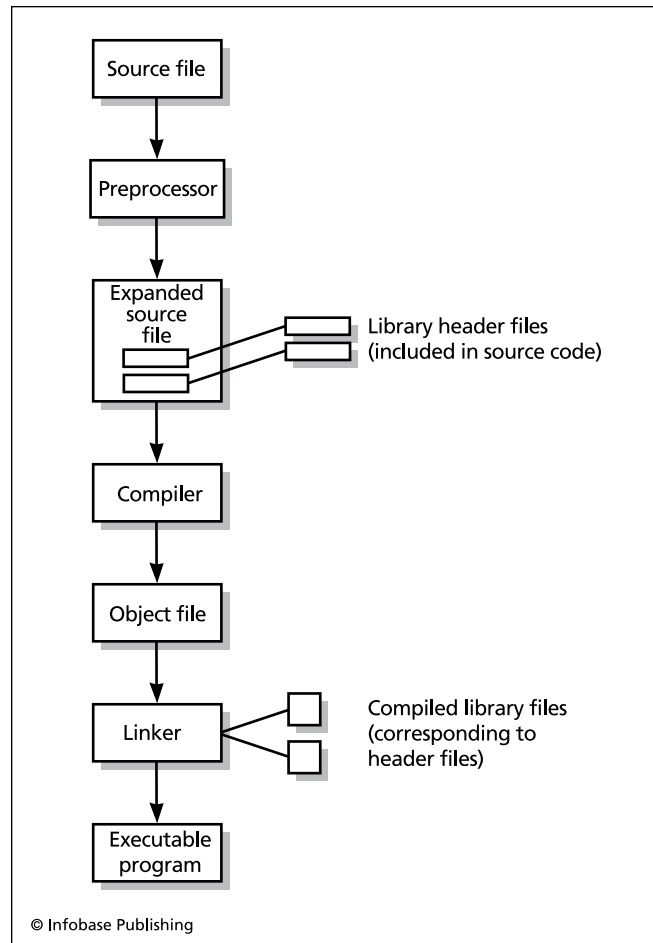 Source file
Preprocessor
Expanded
source
file
Library header files
(included in source code)
Compiler
Object file
Linker
Compiled library files
(corresponding to
header files)
Executable
program
© Infobase Publishing